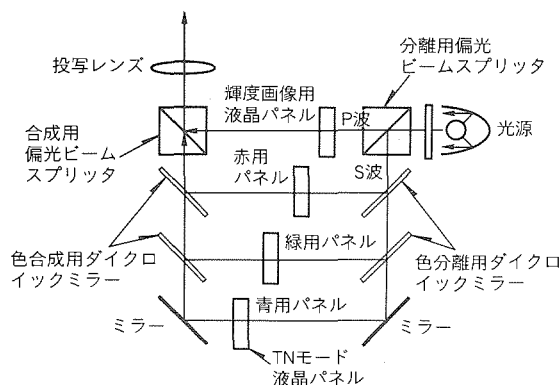 投写レンズ
分離用偏光
ビームスプリッタ
輝度画像用
液晶パネル
P波
光源
合成用
偏光ビーム
スプリッタ
赤用
パネル
S波
緑用パネル
色合成用ダイクロ
イックミラー
色分離用ダイクロ
イックミラー
青用パネル
ミラー
ミラー
TNモード
液晶パネル